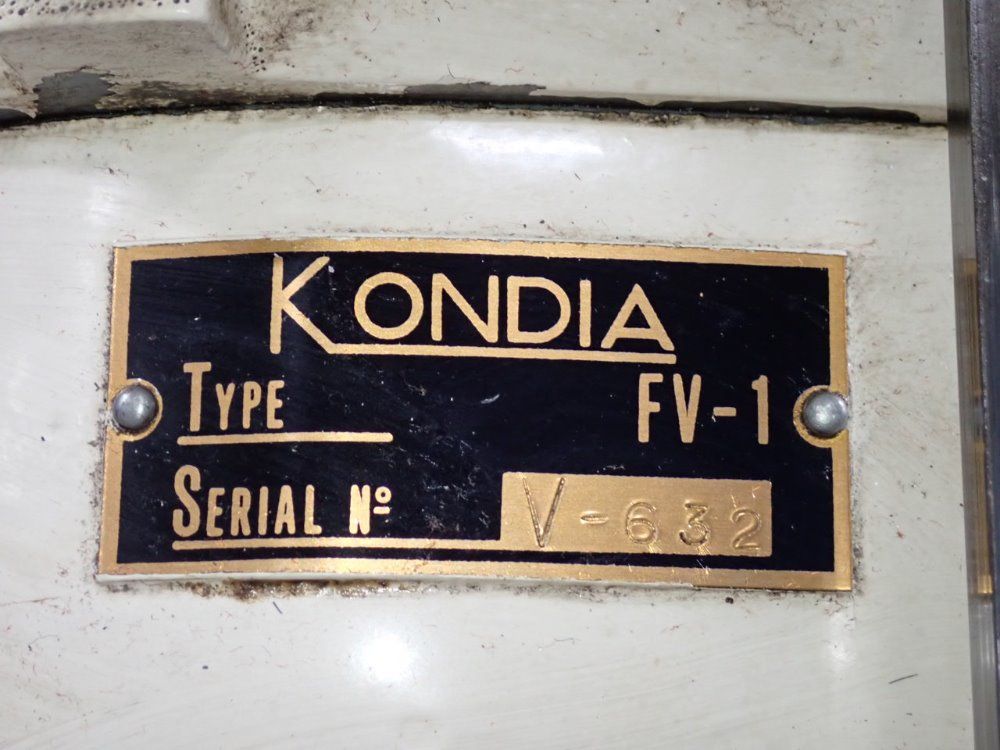 KONDIA
TYPE FV-1
SERIAL Nº V-632